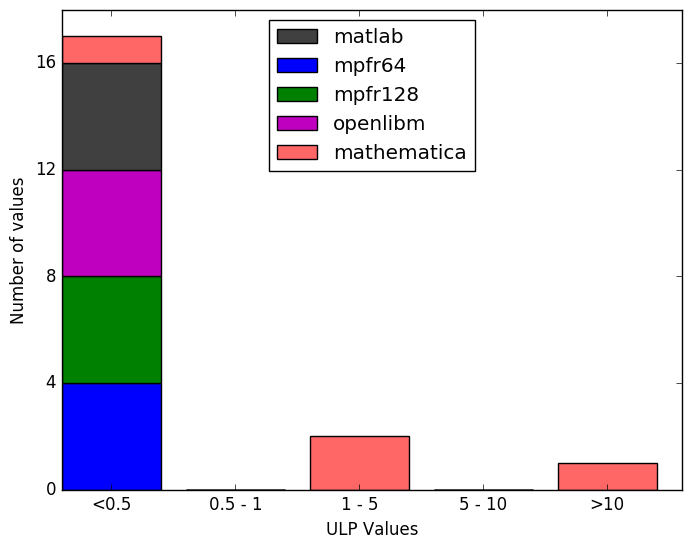 matlab
mpfr64
mpfr128
openlibm
mathematica
Number of values
16
12
8
4
0
<0.5
0.5 - 1
1 - 5
5 - 10
>10
ULP Values